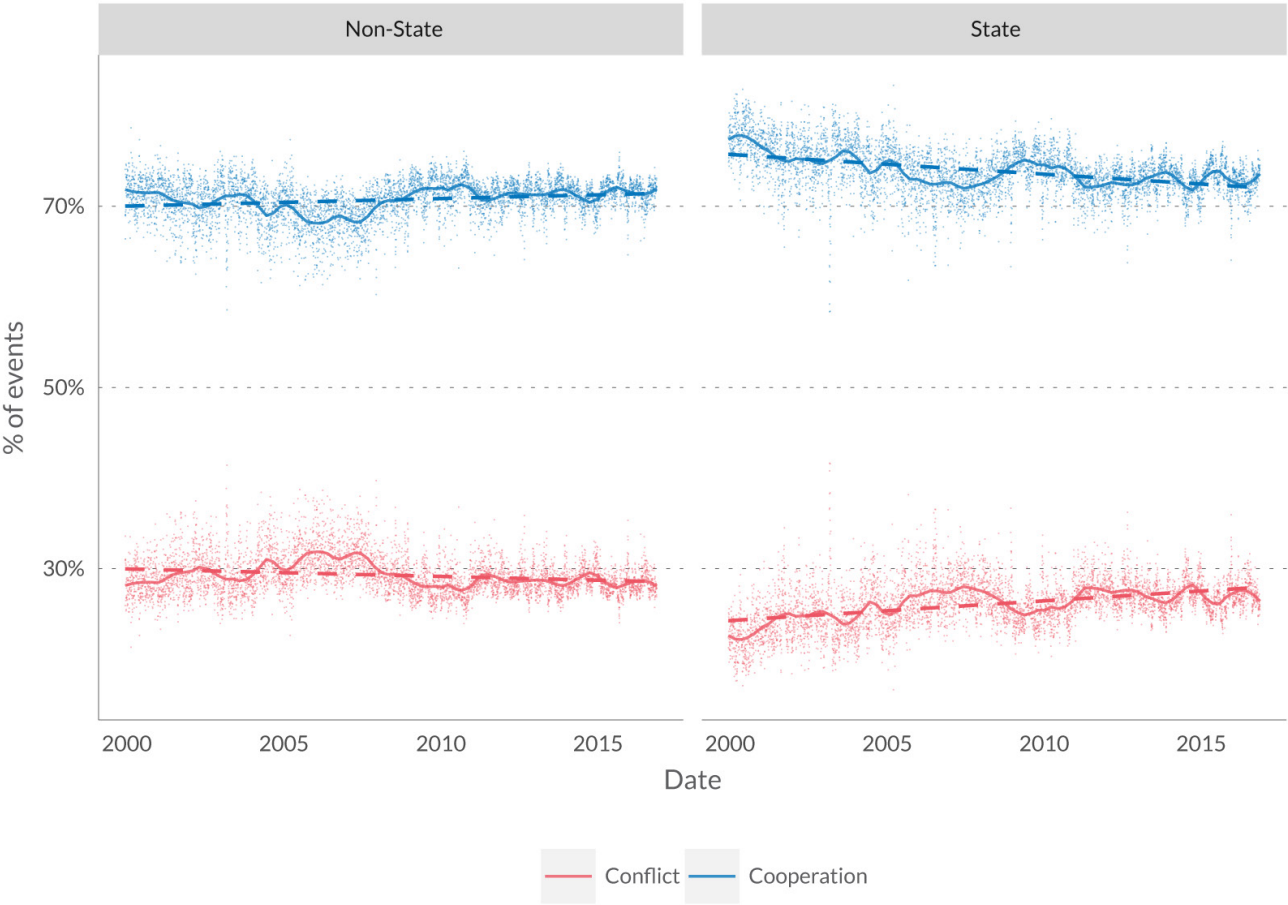 Non-State State
% of events
70%
50%
30%
2000 2005 2010 2015 2000 2005 2010 2015
Date
Conflict Cooperation